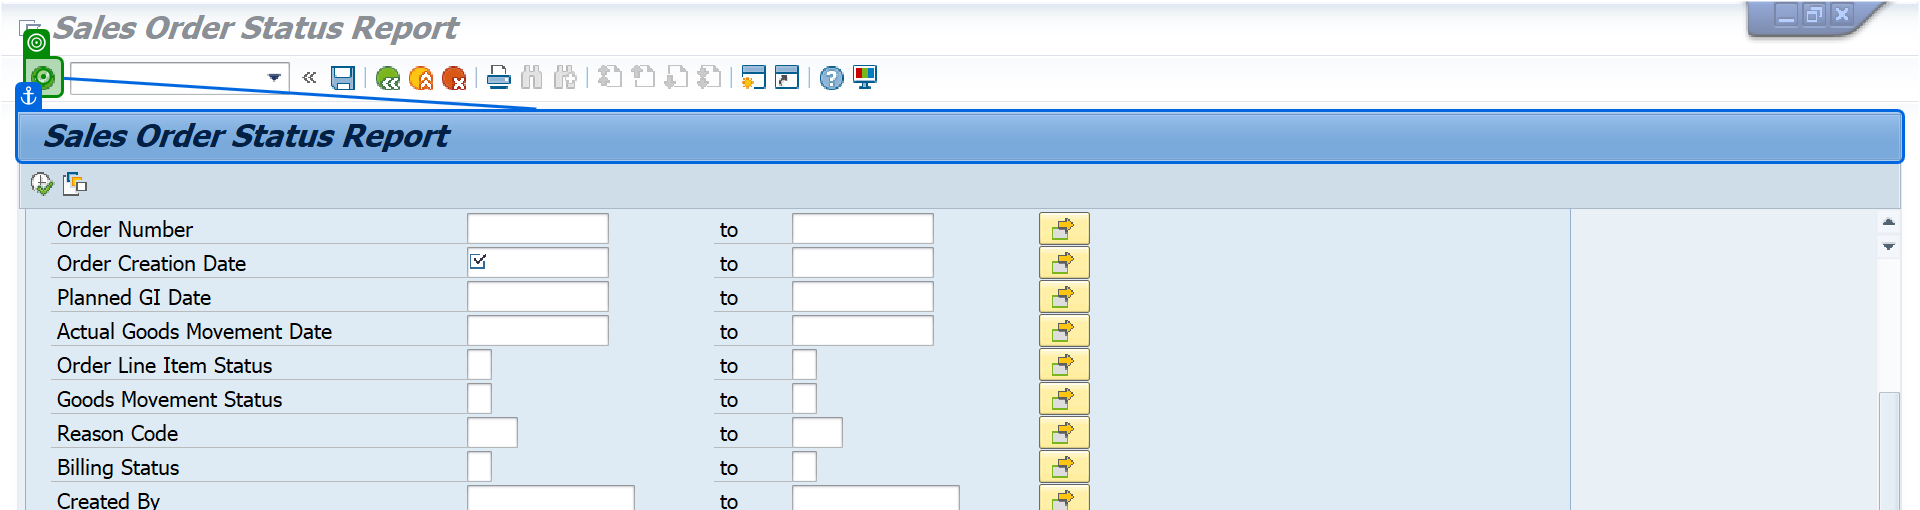 Sales Order Status Report
Sales Order Status Report
Order Number to
Order Creation Date to
Planned GI Date to
Actual Goods Movement Date to
Order Line Item Status to
Goods Movement Status to
Reason Code to
Billing Status to
Created By to